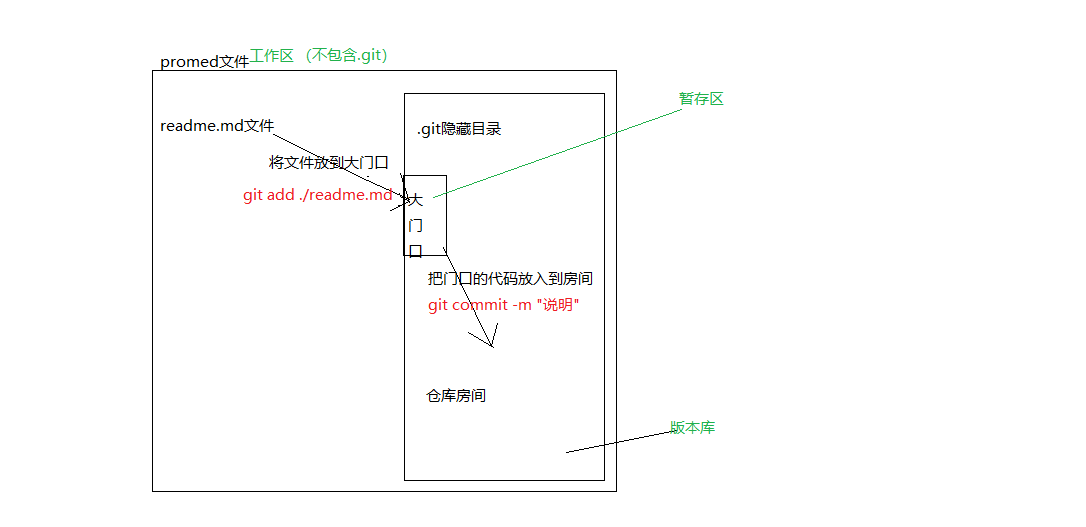 promed文件 工作区 （不包含.git）
暂存区
readme.md文件
.git隐藏目录
将文件放到大门口
git add ./readme.md
大
门
口
把门口的代码放入到房间
git commit -m "说明"
仓库房间
版本库